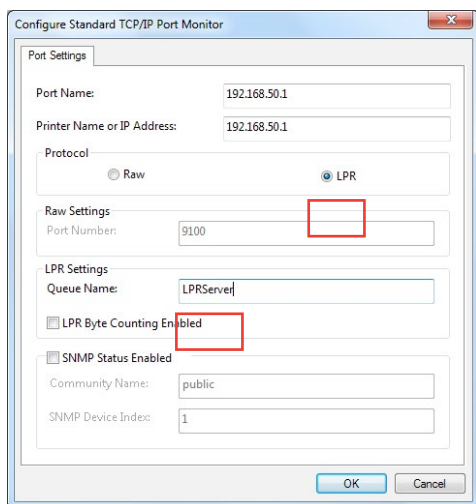 Configure Standard TCP/IP Port Monitor
Port Settings
Port Name: 192.168.50.1
Printer Name or IP Address: 192.168.50.1
Protocol
Raw LPR
Raw Settings
Port Number: 9100
LPR Settings
Queue Name: LPRServer
LPR Byte Counting Enabled
SNMP Status Enabled
Community Name: public
SNMP Device Index: 1
OK Cancel